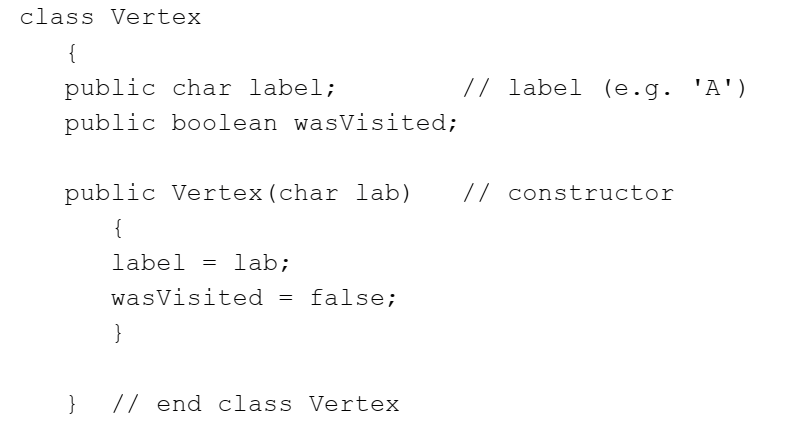 class Vertex
{
public char label; // label (e.g. 'A')
public boolean wasVisited;
public Vertex(char lab) // constructor
{
label = lab;
wasVisited = false;
}
} // end class Vertex